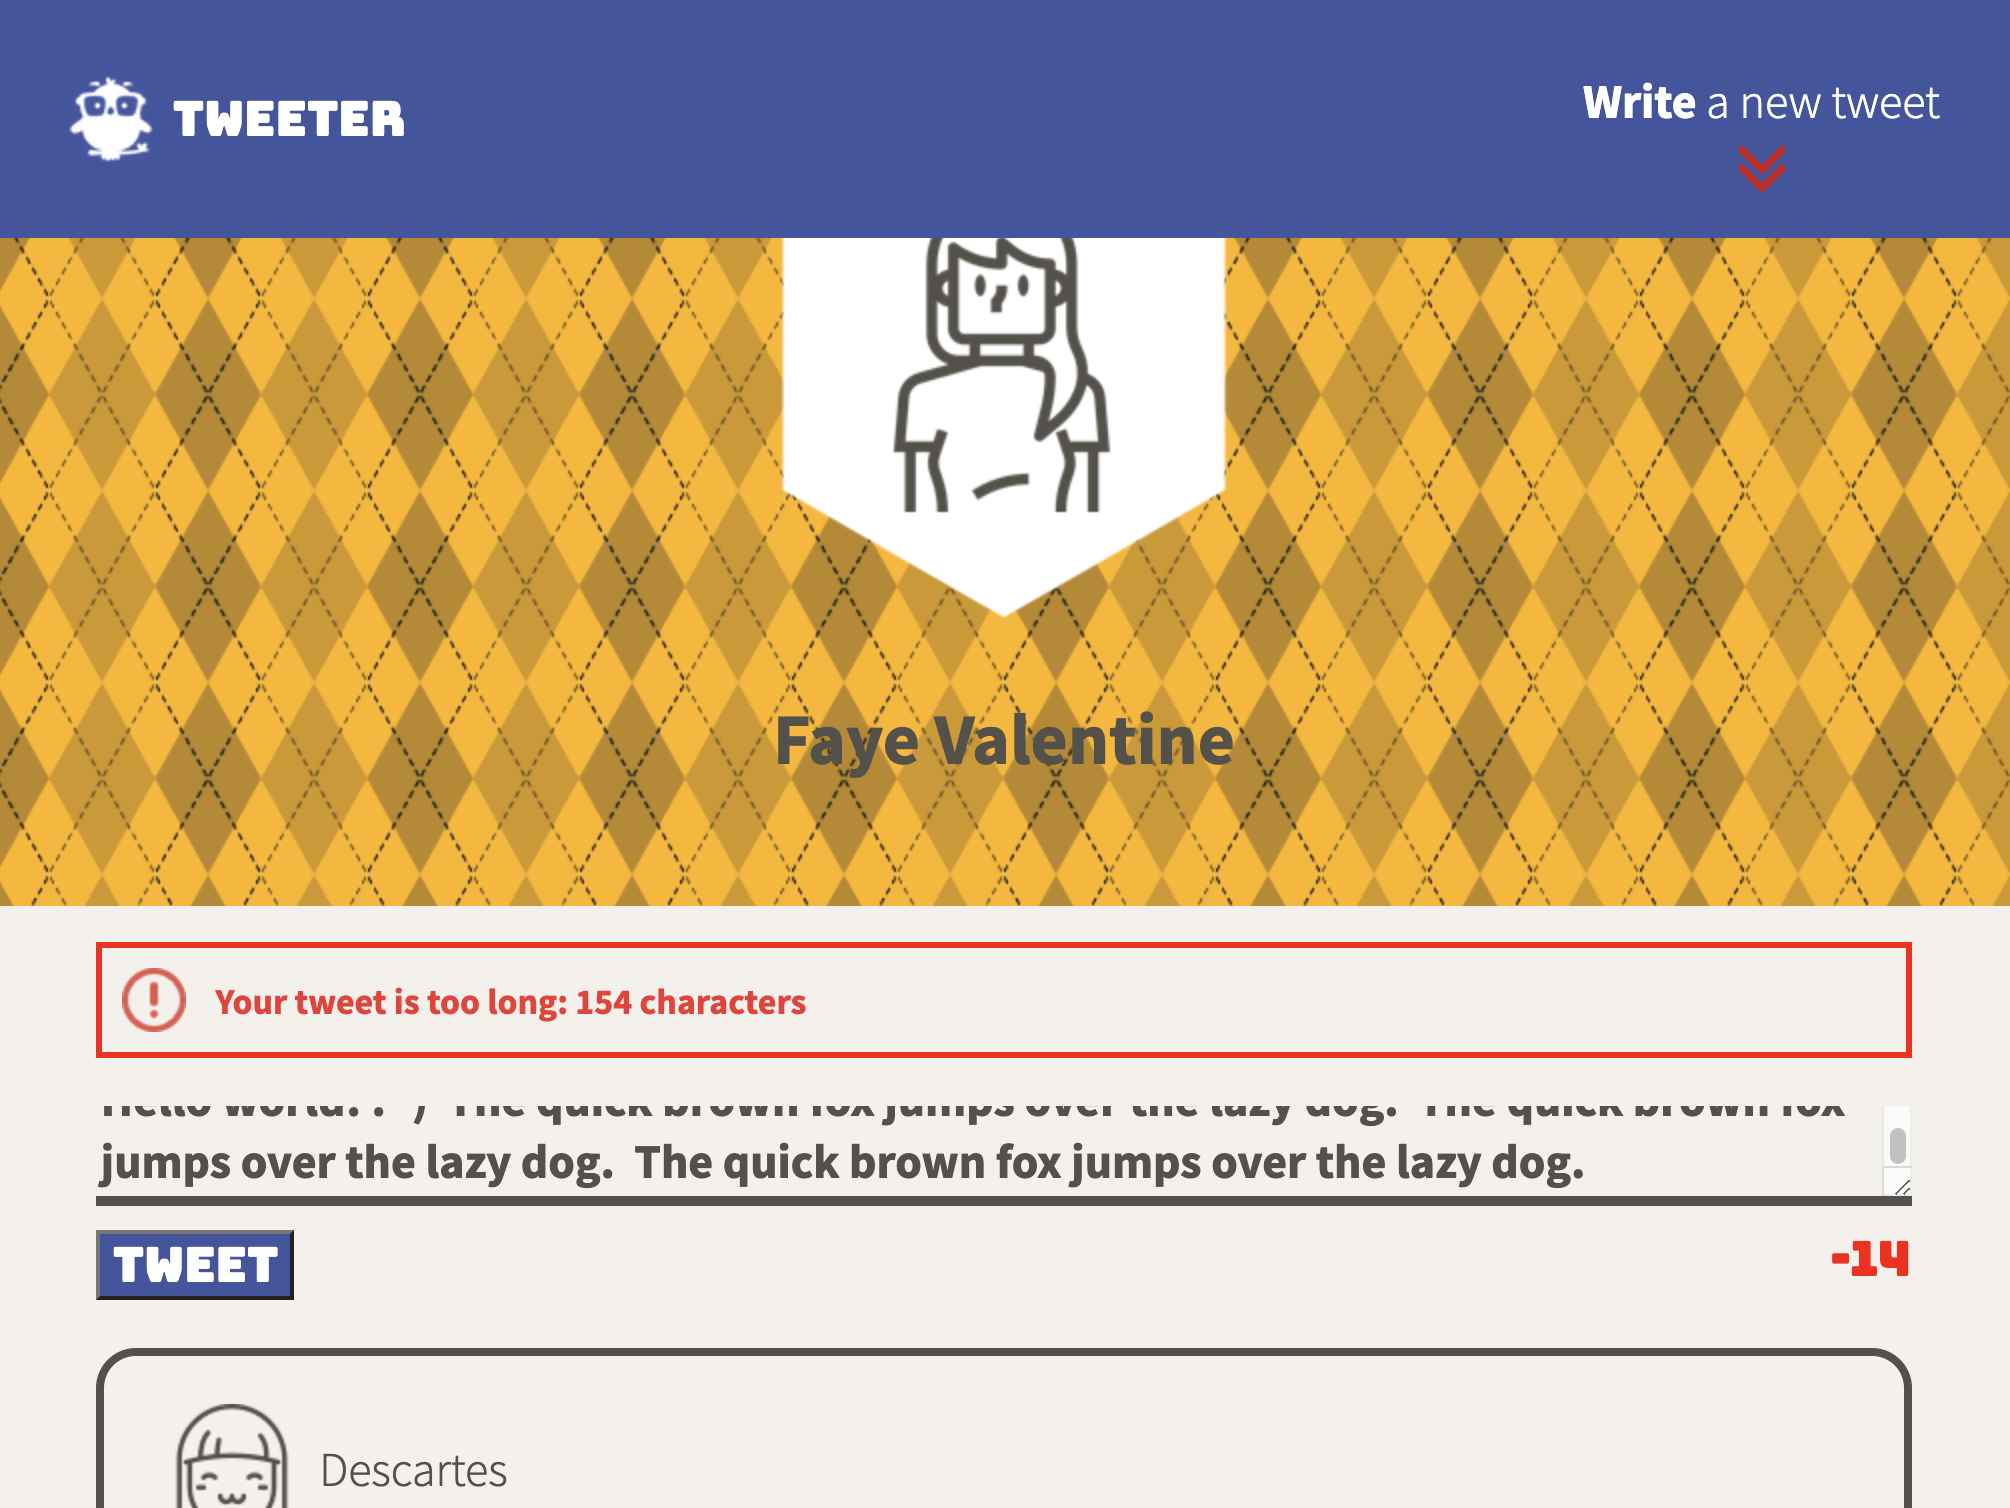 TWEETER
Write a new tweet
Faye Valentine
Your tweet is too long: 154 characters
Hello world! : ) The quick brown fox jumps over the lazy dog.  The quick brown fox
jumps over the lazy dog.  The quick brown fox jumps over the lazy dog.
TWEET
-14
Descartes